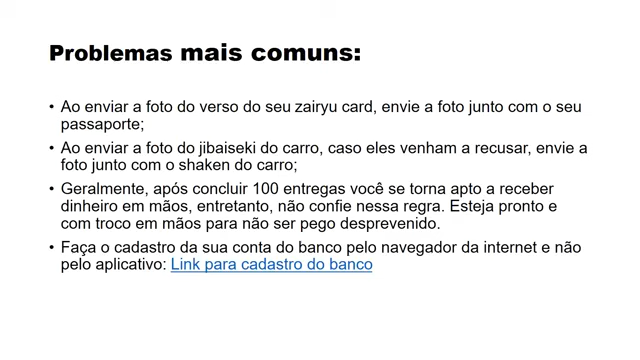 Problemas mais comuns:
• Ao enviar a foto do verso do seu zairyu card, envie a foto junto com o seu
passaporte;
• Ao enviar a foto do jibaiseki do carro, caso eles venham a recusar, envie a
foto junto com o shaken do carro;
• Geralmente, após concluir 100 entregas você se torna apto a receber
dinheiro em mãos, entretanto, não confie nessa regra. Esteja pronto e
com troco em mãos para não ser pego desprevenido.
• Faça o cadastro da sua conta do banco pelo navegador da internet e não
pelo aplicativo: Link para cadastro do banco